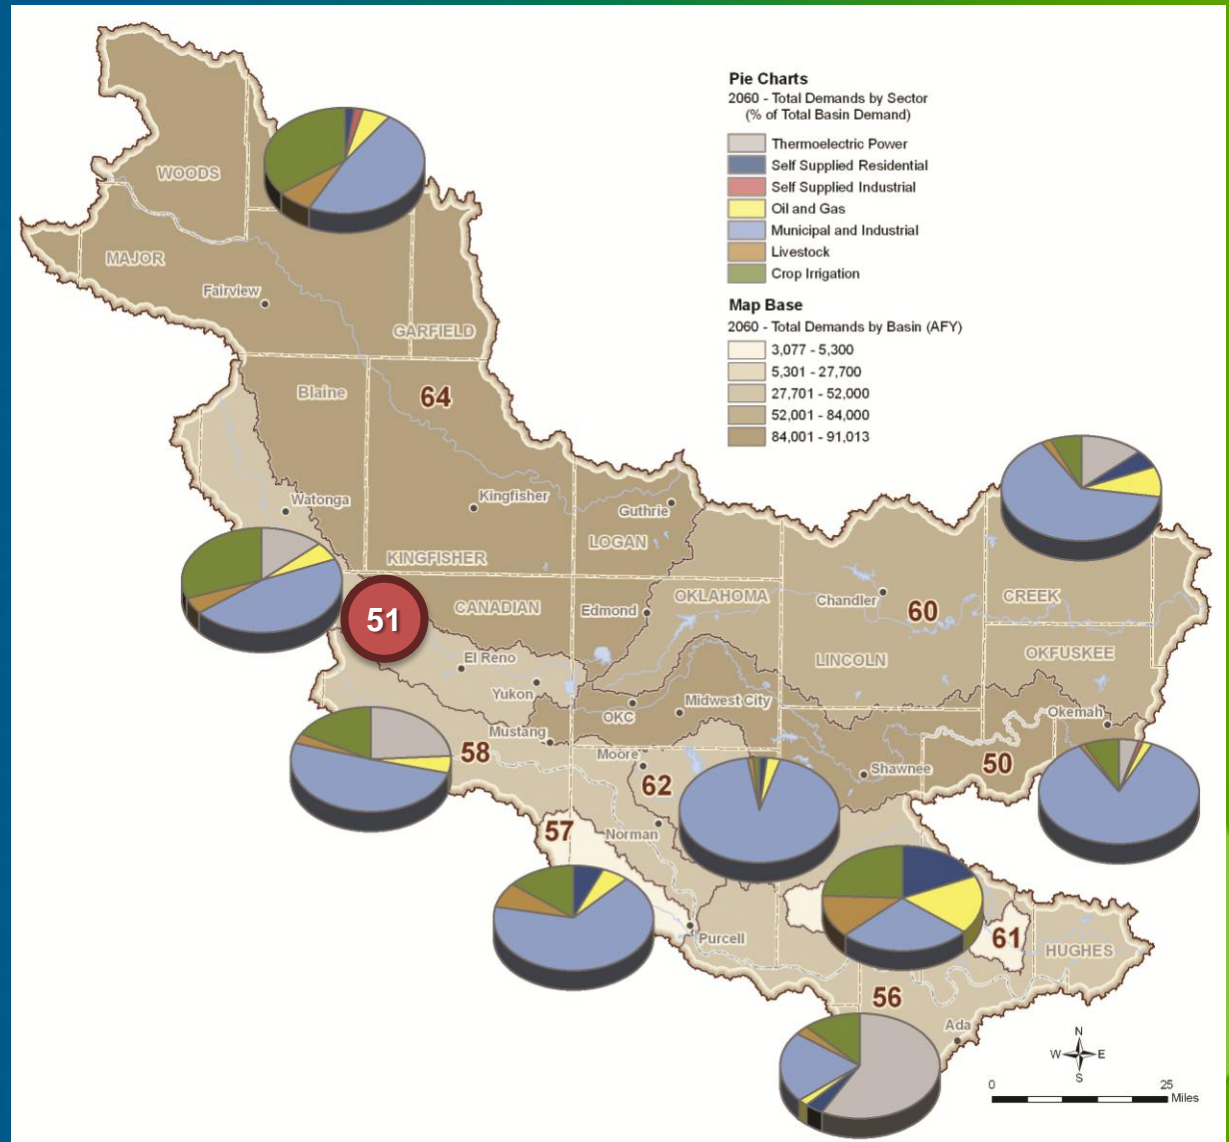 Pie Charts
2060 - Total Demands by Sector
(% of Total Basin Demand)
Thermoelectric Power
Self Supplied Residential
Self Supplied Industrial
Oil and Gas
Municipal and Industrial
Livestock
Crop Irrigation
Map Base
2060 - Total Demands by Basin (AFY)
3,077 - 5,300
5,301 - 27,700
27,701 - 52,000
52,001 - 84,000
84,001 - 91,013
WOODS
MAJOR
Fairview
GARFIELD
Blaine
64
Watonga
Kingfisher
Guthrie
LOGAN
KINGFISHER
51
CANADIAN
Edmond
OKLAHOMA
Chandler
60
CREEK
LINCOLN
OKFUSKEE
El Reno
Yukon
OKC
Midwest City
Okemah
Mustang
58
Moore
62
Shawnee
50
57
Norman
Purcell
61
HUGHES
56
Ada
N
W E
S
0 25
Miles